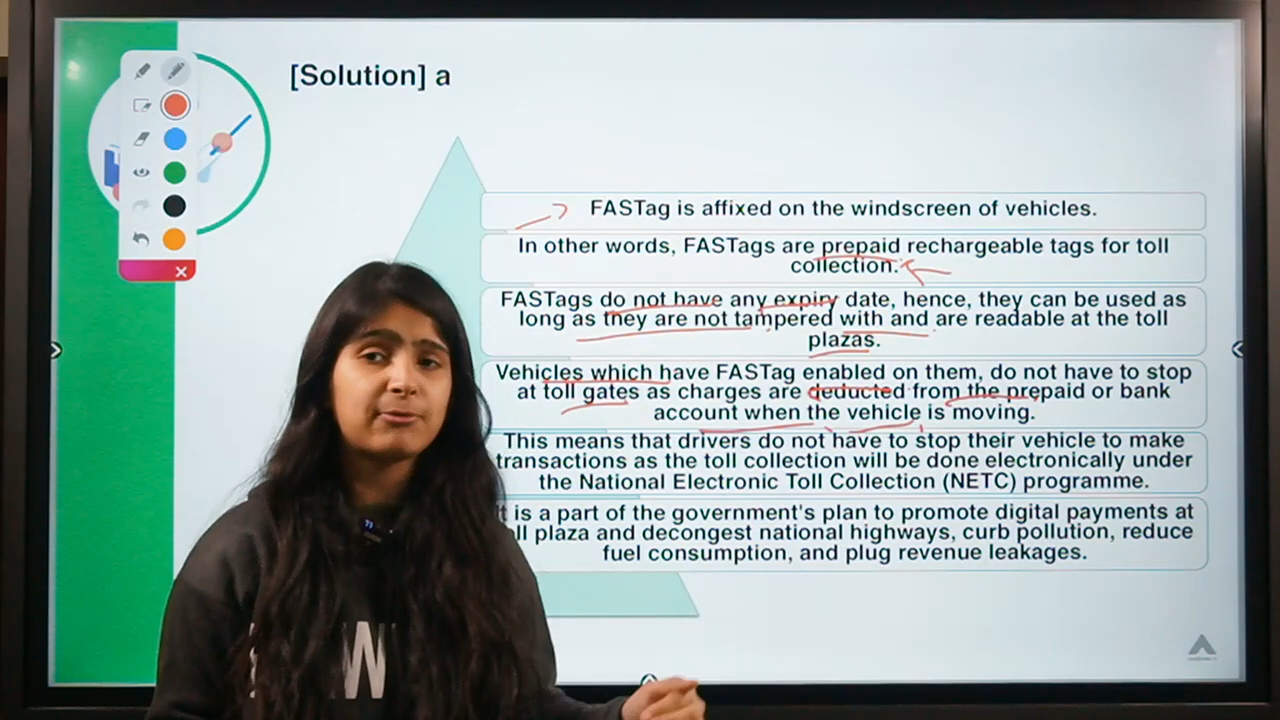 [Solution] a
FASTag is affixed on the windscreen of vehicles.
In other words, FASTags are prepaid rechargeable tags for toll
collection.
FASTags do not have any expiry date, hence, they can be used as
long as they are not tampered with and are readable at the toll
plazas.
Vehicles which have FASTag enabled on them, do not have to stop
at toll gates as charges are deducted from the prepaid or bank
account when the vehicle is moving.
This means that drivers do not have to stop their vehicle to make
transactions as the toll collection will be done electronically under
the National Electronic Toll Collection (NETC) programme.
It is a part of the government's plan to promote digital payments at
plaza and decongest national highways, curb pollution, reduce
fuel consumption, and plug revenue leakages.
W